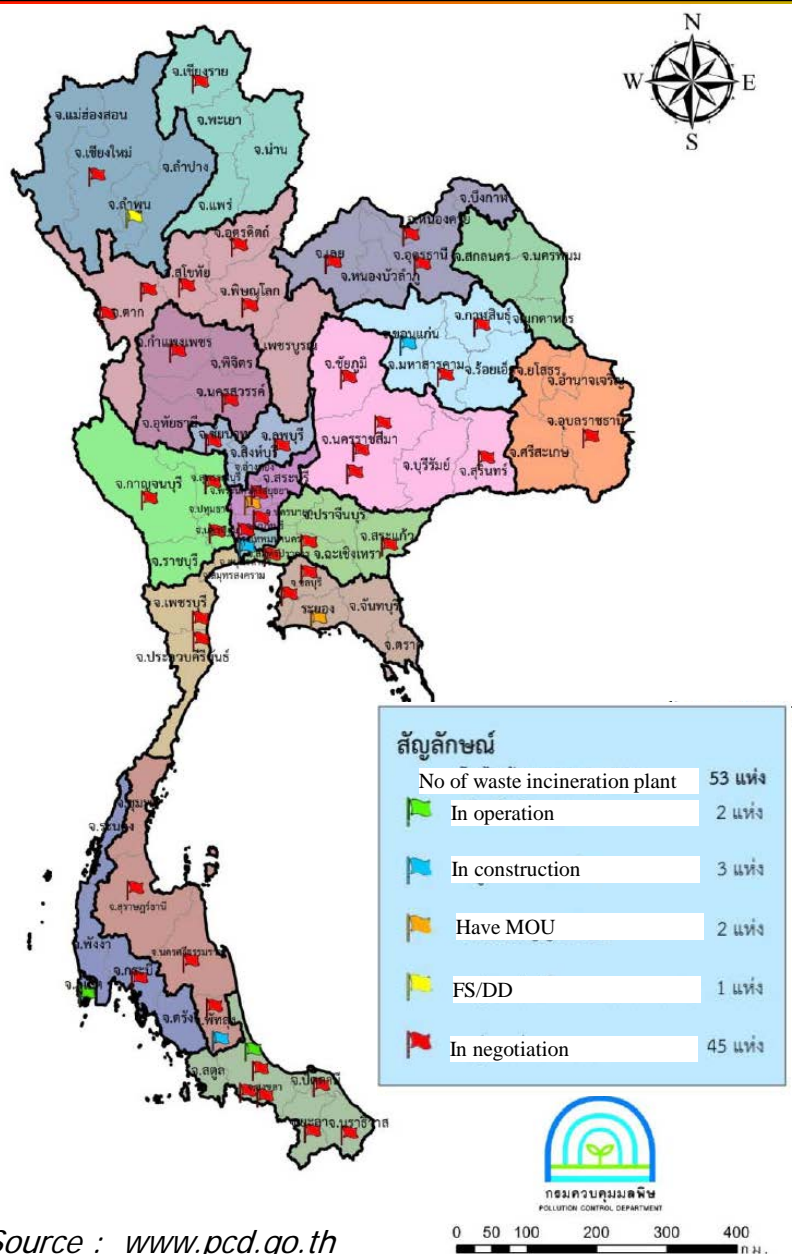 N
W
E
S
จ.เชียงราย
จ.แม่ฮ่องสอน
จ.พะเยา
จ.น่าน
จ.เชียงใหม่
จ.ลำปาง
จ.ลำพูน
จ.แพร่
จ.บึงกาฬ
จ.อุตรดิตถ์
จ.หนองคาย
จ.เลย
จ.อุดรธานี
จ.สกลนคร
จ.นครพนม
จ.สุโขทัย
จ.หนองบัวลำภู
จ.พิษณุโลก
จ.ตาก
จ.กาฬสินธุ์
จ.มุกดาหาร
จ.ขอนแก่น
จ.กำแพงเพชร
จ.เพชรบูรณ์
จ.พิจิตร
จ.ชัยภูมิ
จ.มหาสารคาม
จ.ร้อยเอ็ด
จ.ยโสธร
จ.อำนาจเจริญ
จ.นครสวรรค์
จ.อุทัยธานี
จ.ชัยนาท
จ.ลพบุรี
จ.นครราชสีมา
จ.อุบลราชธานี
จ.สิงห์บุรี
จ.บุรีรัมย์
จ.สุรินทร์
จ.ศรีสะเกษ
จ.กาญจนบุรี
จ.สระบุรี
จ.ปราจีนบุรี
จ.สระแก้ว
จ.ราชบุรี
จ.ฉะเชิงเทรา
จ.สมุทรสงคราม
จ.ชลบุรี
จ.เพชรบุรี
ระยอง
จ.จันทบุรี
จ.ประจวบคีรีขันธ์
จ.ตราด
สัญลักษณ์
No of waste incineration plant 53 แห่ง
In operation 2 แห่ง
In construction 3 แห่ง
Have MOU 2 แห่ง
FS/DD 1 แห่ง
In negotiation 45 แห่ง
จ.ชุมพร
จ.ระนอง
จ.สุราษฎร์ธานี
จ.พังงา
จ.นครศรีธรรมราช
จ.กระบี่
จ.ภูเก็ต
จ.ตรัง
จ.พัทลุง
จ.สตูล
จ.ปัตตานี
จ.สงขลา
จ.ยะลา
จ.นราธิวาส
กรมควบคุมมลพิษ
POLLUTION CONTROL DEPARTMENT
Source : www.pcd.go.th
0 50 100 200 300 400
กม.